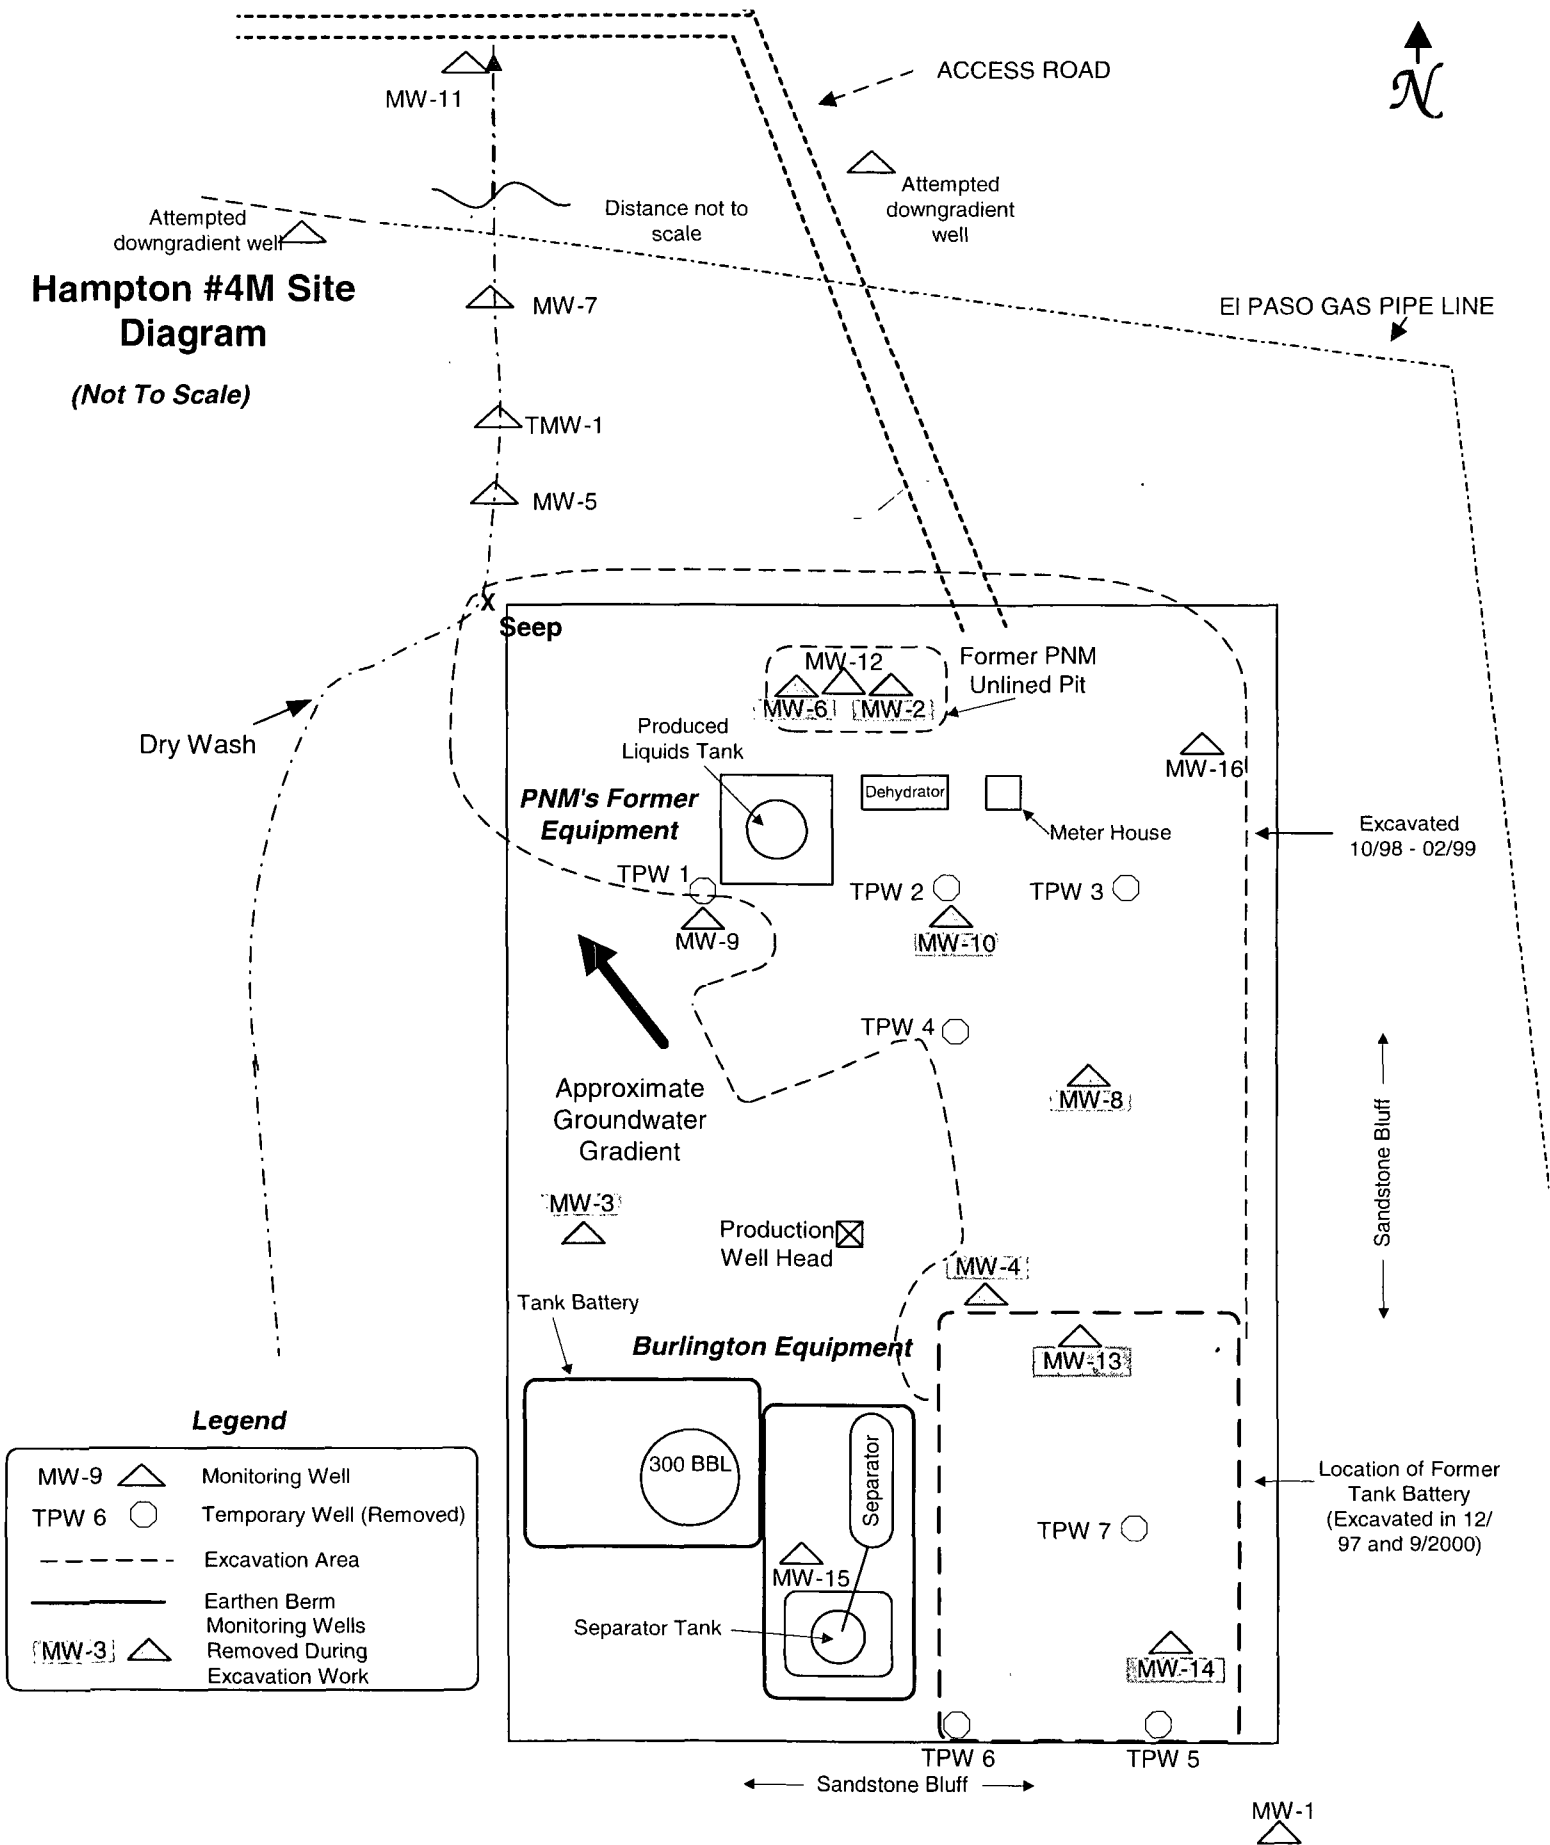 ACCESS ROAD
N
MW-11
Attempted
downgradient
well
Distance not to
scale
Attempted
downgradient well
Hampton #4M Site
Diagram
(Not To Scale)
MW-7
El PASO GAS PIPE LINE
TMW-1
MW-5
X
Seep
MW-12
MW-6
MW-2
Former PNM
Unlined Pit
Dry Wash
Produced
Liquids Tank
MW-16
PNM's Former
Equipment
Dehydrator
Meter House
Excavated
10/98 - 02/99
TPW 1
TPW 2
TPW 3
MW-9
MW-10
TPW 4
Approximate
Groundwater
Gradient
MW-8
Sandstone Bluff
MW-3
Production
Well Head
MW-4
Tank Battery
Burlington Equipment
MW-13
300 BBL
Separator
Location of Former
Tank Battery
(Excavated in 12/
97 and 9/2000)
TPW 7
MW-15
Separator Tank
MW-14
TPW 6
TPW 5
Sandstone Bluff
MW-1
Legend
MW-9 Monitoring Well
TPW 6 Temporary Well (Removed)
Excavation Area
Earthen Berm
Monitoring Wells
MW-3 Removed During
Excavation Work